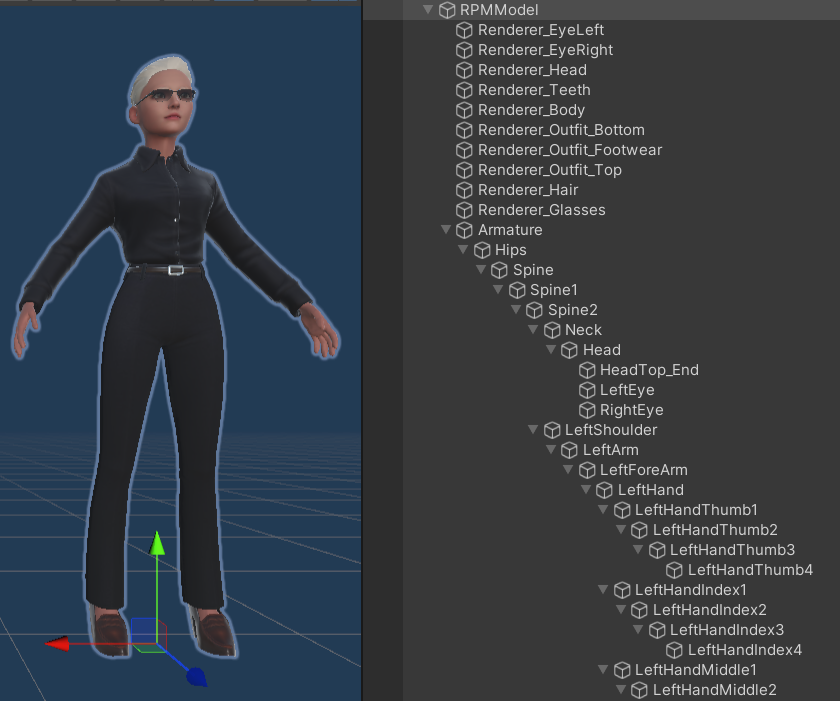 RPMModel
Renderer_EyeLeft
Renderer_EyeRight
Renderer_Head
Renderer_Teeth
Renderer_Body
Renderer_Outfit_Bottom
Renderer_Outfit_Footwear
Renderer_Outfit_Top
Renderer_Hair
Renderer_Glasses
Armature
Hips
Spine
Spine1
Spine2
Neck
Head
HeadTop_End
LeftEye
RightEye
LeftShoulder
LeftArm
LeftForeArm
LeftHand
LeftHandThumb1
LeftHandThumb2
LeftHandThumb3
LeftHandThumb4
LeftHandIndex1
LeftHandIndex2
LeftHandIndex3
LeftHandIndex4
LeftHandMiddle1
LeftHandMiddle2